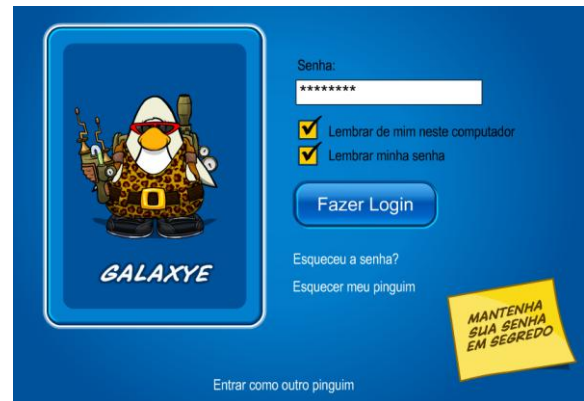 Senha:
********
Lembrar de mim neste computador
Lembrar minha senha
Fazer Login
Esqueceu a senha?
Esquecer meu pinguim
GALAXYE
MANTENHA
SUA SENHA
EM SEGREDO
Entrar como outro pinguim